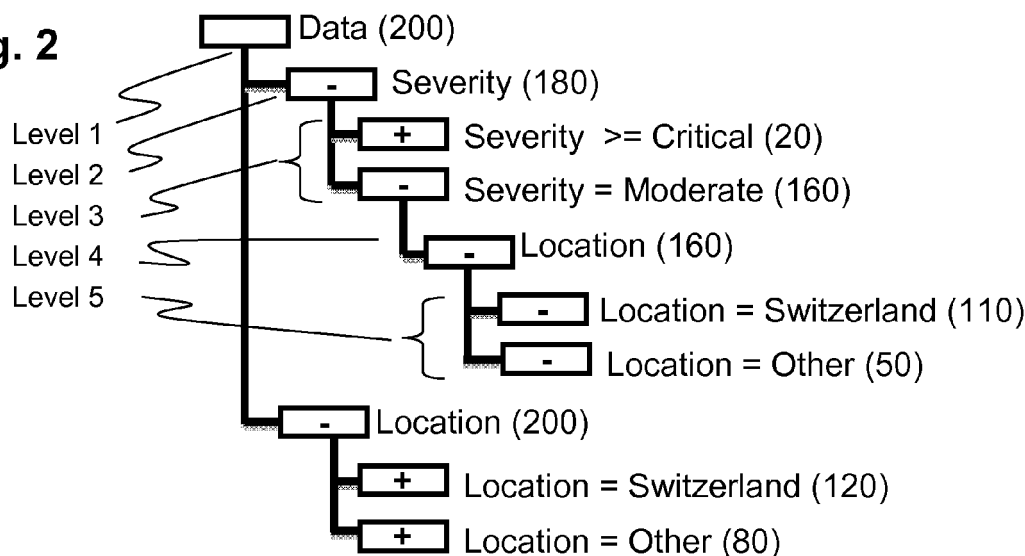 g. 2
Data (200)
- Severity (180)
Level 1
+ Severity >= Critical (20)
Level 2
- Severity = Moderate (160)
Level 3
- Location (160)
Level 4
Level 5
- Location = Switzerland (110)
- Location = Other (50)
- Location (200)
+ Location = Switzerland (120)
+ Location = Other (80)